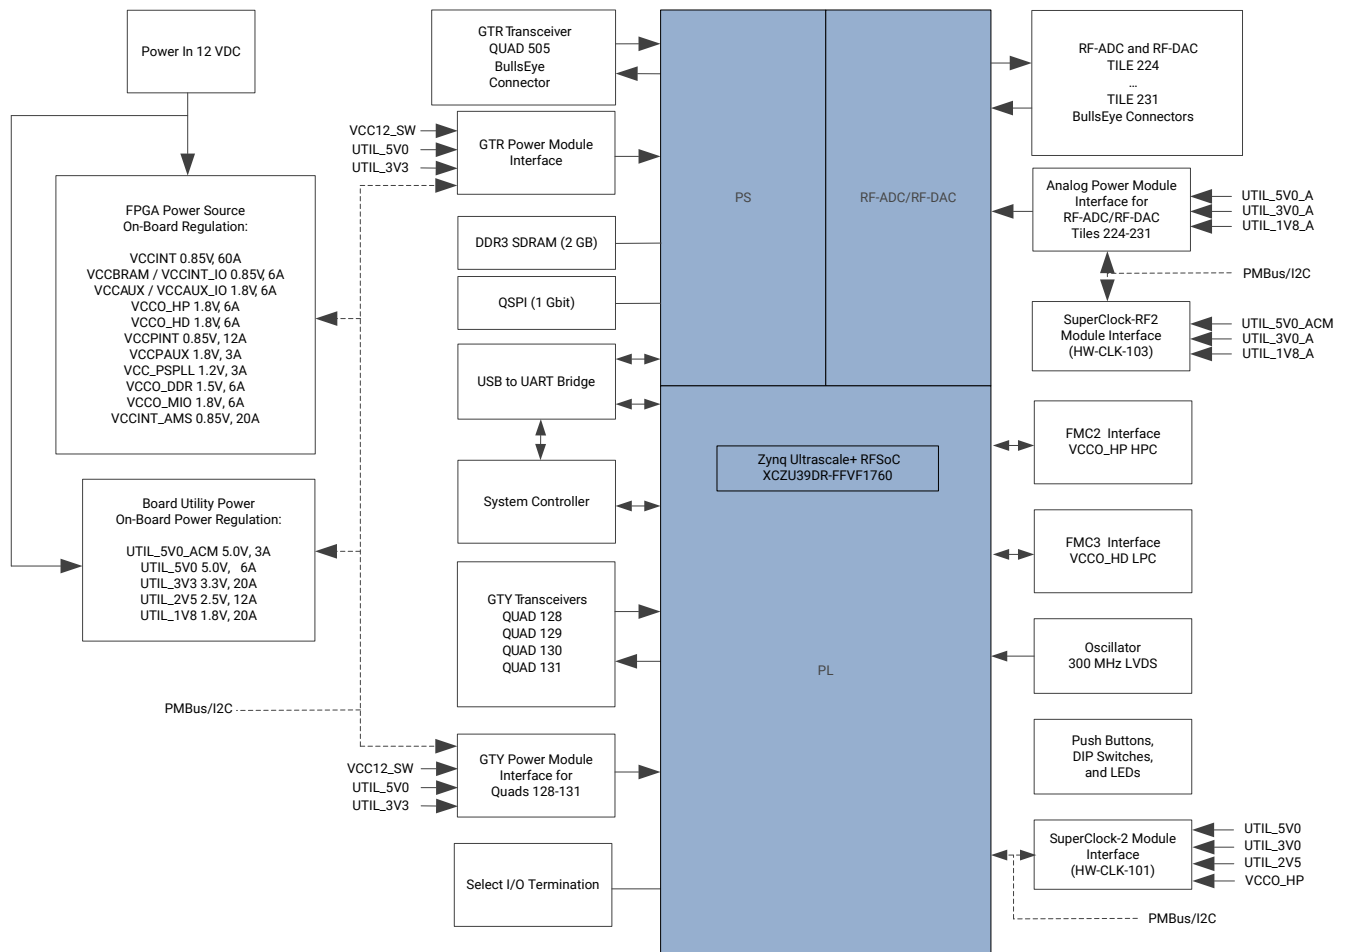 Power In 12 VDC
FPGA Power Source
On-Board Regulation:
VCCINT 0.85V, 60A
VCCBRAM / VCCINT_IO 0.85V, 6A
VCCAUX / VCCAUX_IO 1.8V, 6A
VCCO_HP 1.8V, 6A
VCCO_HD 1.8V, 6A
VCCPINT 0.85V, 12A
VCCPAUX 1.8V, 3A
VCC_PSPLL 1.2V, 3A
VCCO_DDR 1.5V, 6A
VCCO_MIO 1.8V, 6A
VCCINT_AMS 0.85V, 20A
Board Utility Power
On-Board Power Regulation:
UTIL_5V0_ACM 5.0V, 3A
UTIL_5V0 5.0V, 6A
UTIL_3V3 3.3V, 20A
UTIL_2V5 2.5V, 12A
UTIL_1V8 1.8V, 20A
PMBus/I2C
GTR Transceiver
QUAD 505
BullsEye
Connector
VCC12_SW
UTIL_5V0
UTIL_3V3
GTR Power Module
Interface
DDR3 SDRAM (2 GB)
QSPI (1 Gbit)
USB to UART Bridge
System Controller
GTY Transceivers
QUAD 128
QUAD 129
QUAD 130
QUAD 131
VCC12_SW
UTIL_5V0
UTIL_3V3
GTY Power Module
Interface for
Quads 128-131
Select I/O Termination
PS
RF-ADC/RF-DAC
Zynq Ultrascale+ RFSoC
XCZU39DR-FFVF1760
PL
RF-ADC and RF-DAC
TILE 224
...
TILE 231
BullsEye Connectors
Analog Power Module
Interface for
RF-ADC/RF-DAC
Tiles 224-231
UTIL_5V0_A
UTIL_3V0_A
UTIL_1V8_A
PMBus/I2C
SuperClock-RF2
Module Interface
(HW-CLK-103)
UTIL_5V0_ACM
UTIL_3V0_A
UTIL_1V8_A
FMC2 Interface
VCCO_HP HPC
FMC3 Interface
VCCO_HD LPC
Oscillator
300 MHz LVDS
Push Buttons,
DIP Switches,
and LEDs
SuperClock-2 Module
Interface
(HW-CLK-101)
UTIL_5V0
UTIL_3V0
UTIL_2V5
VCCO_HP
PMBus/I2C